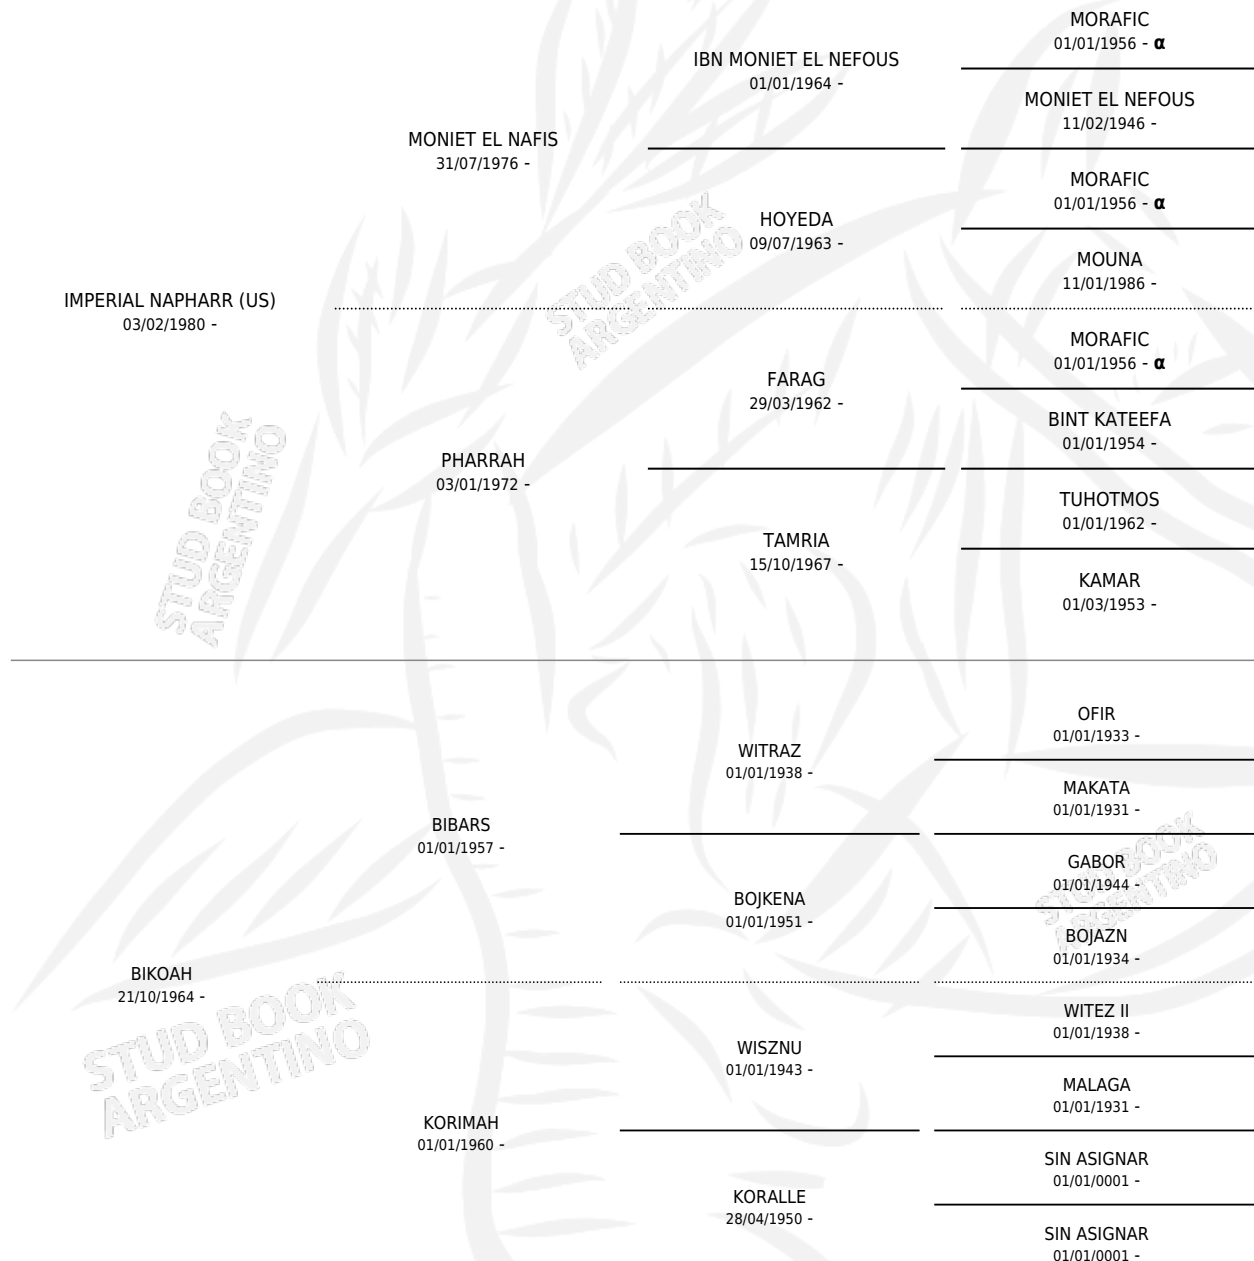 MORAFIC
01/01/1956 - α
IBN MONIET EL NEFOUS
01/01/1964 -
MONIET EL NEFOUS
11/02/1946 -
MONIET EL NAFIS
31/07/1976 -
MORAFIC
01/01/1956 - α
HOYEDA
09/07/1963 -
MOUNA
11/01/1986 -
IMPERIAL NAPHARR (US)
03/02/1980 -
MORAFIC
01/01/1956 - α
FARAG
29/03/1962 -
BINT KATEEFA
01/01/1954 -
PHARRAH
03/01/1972 -
TUHOTMOS
01/01/1962 -
TAMRIA
15/10/1967 -
KAMAR
01/03/1953 -
OFIR
01/01/1933 -
WITRAZ
01/01/1938 -
MAKATA
01/01/1931 -
BIBARS
01/01/1957 -
GABOR
01/01/1944 -
BOJKENA
01/01/1951 -
BOJAZN
01/01/1934 -
BIKOAH
21/10/1964 -
WITEZ II
01/01/1938 -
WISZNU
01/01/1943 -
MALAGA
01/01/1931 -
KORIMAH
01/01/1960 -
SIN ASIGNAR
01/01/0001 -
KORALLE
28/04/1950 -
SIN ASIGNAR
01/01/0001 -
STUD BOOK
ARGENTINO
STUD BOOK
ARGENTINO
STUD BOOK
ARGENTINO
STUD BOOK
ARGENTINO